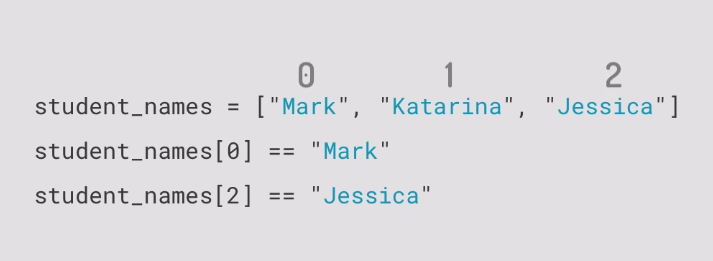 0 1 2
student_names = ["Mark", "Katarina", "Jessica"]
student_names[0] == "Mark"
student_names[2] == "Jessica"